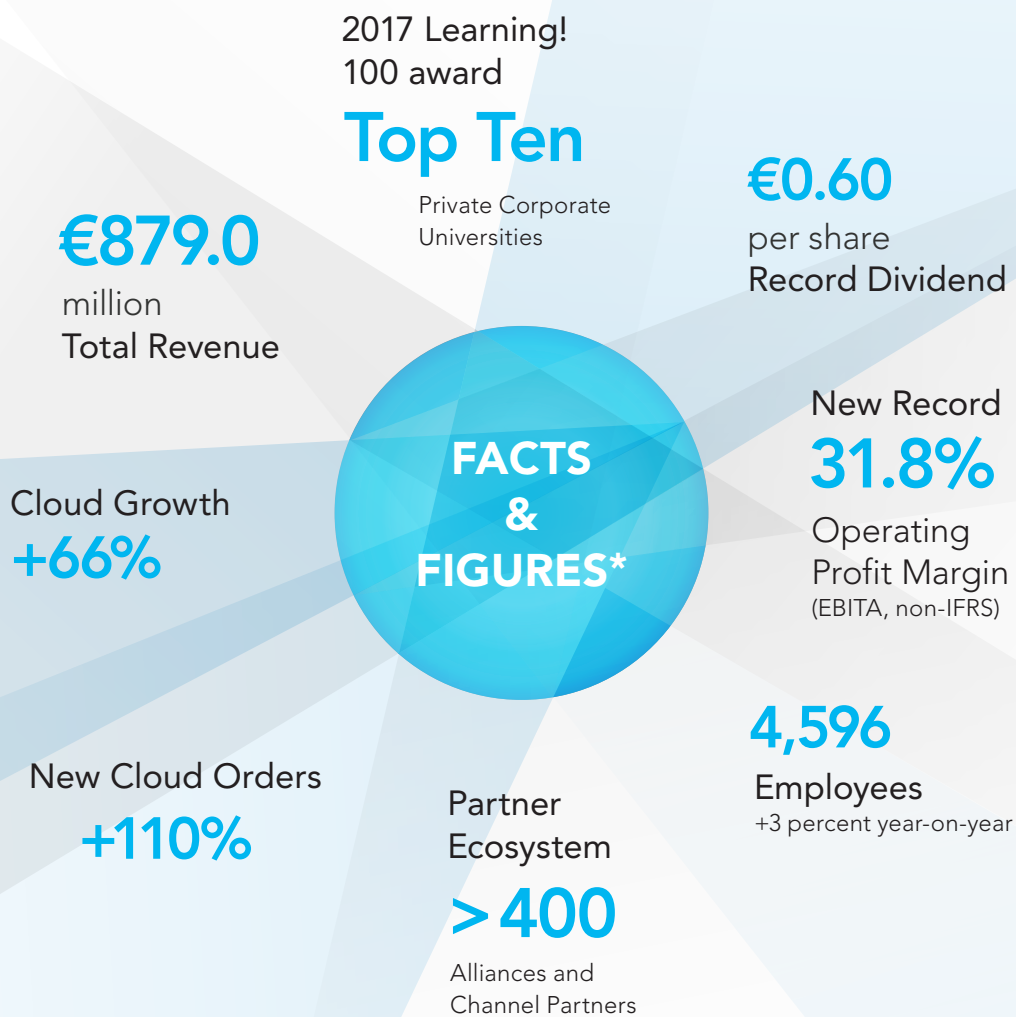 2017 Learning!
100 award
Top Ten
Private Corporate
Universities
€0.60
per share
Record Dividend
€879.0
million
Total Revenue
New Record
31.8%
Operating
Profit Margin
(EBITA, non-IFRS)
FACTS
&
FIGURES*
Cloud Growth
+66%
4,596
Employees
+3 percent year-on-year
New Cloud Orders
+110%
Partner
Ecosystem
> 400
Alliances and
Channel Partners